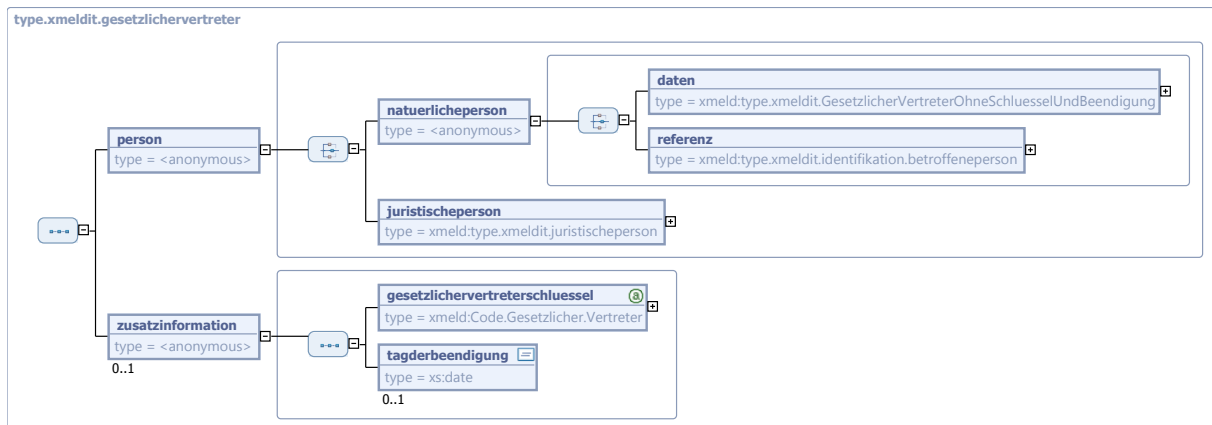 type.xmeldit.gesetzlichervertreter
daten
type = xmeld:type.xmeldit.GesetzlicherVertreterOhneSchluesselUndBeendigung
natuerlicheperson
type = <anonymous>
person
type = <anonymous>
referenz
type = xmeld:type.xmeldit.identifikation.betroffeneperson
juristischeperson
type = xmeld:type.xmeldit.juristischeperson
gesetzlichervertreterschluessel
type = xmeld:Code.Gesetzlicher.Vertreter
zusatzinformation
type = <anonymous>
0..1
tagderbeendigung
type = xs:date
0..1